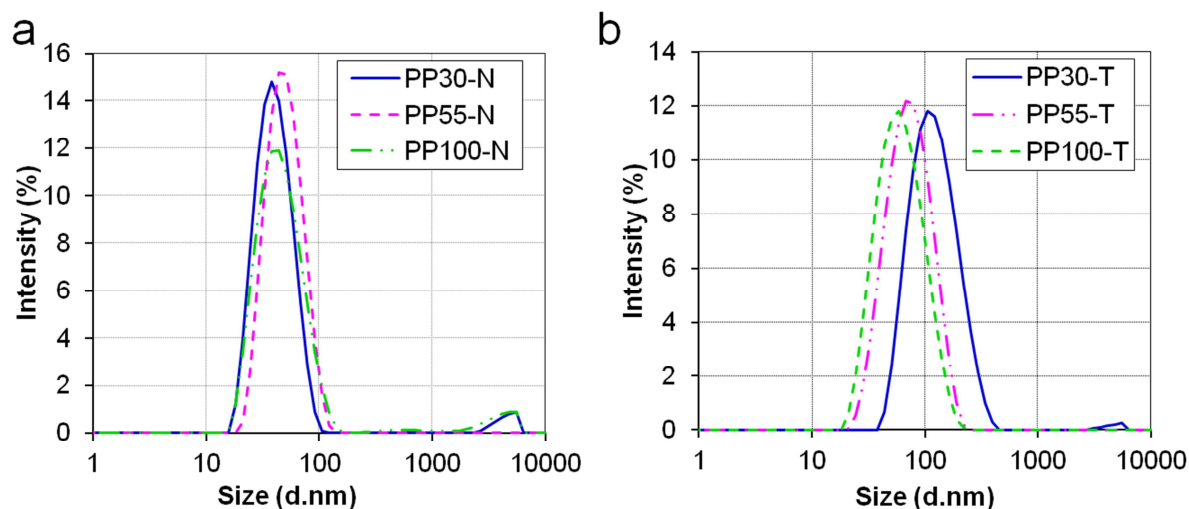 a
16
14
12
10
8
6
4
2
0
Intensity (%)
PP30-N
PP55-N
PP100-N
1
10
100
1000
10000
Size (d.nm)
b
14
12
10
8
6
4
2
0
Intensity (%)
PP30-T
PP55-T
PP100-T
1
10
100
1000
10000
Size (d.nm)